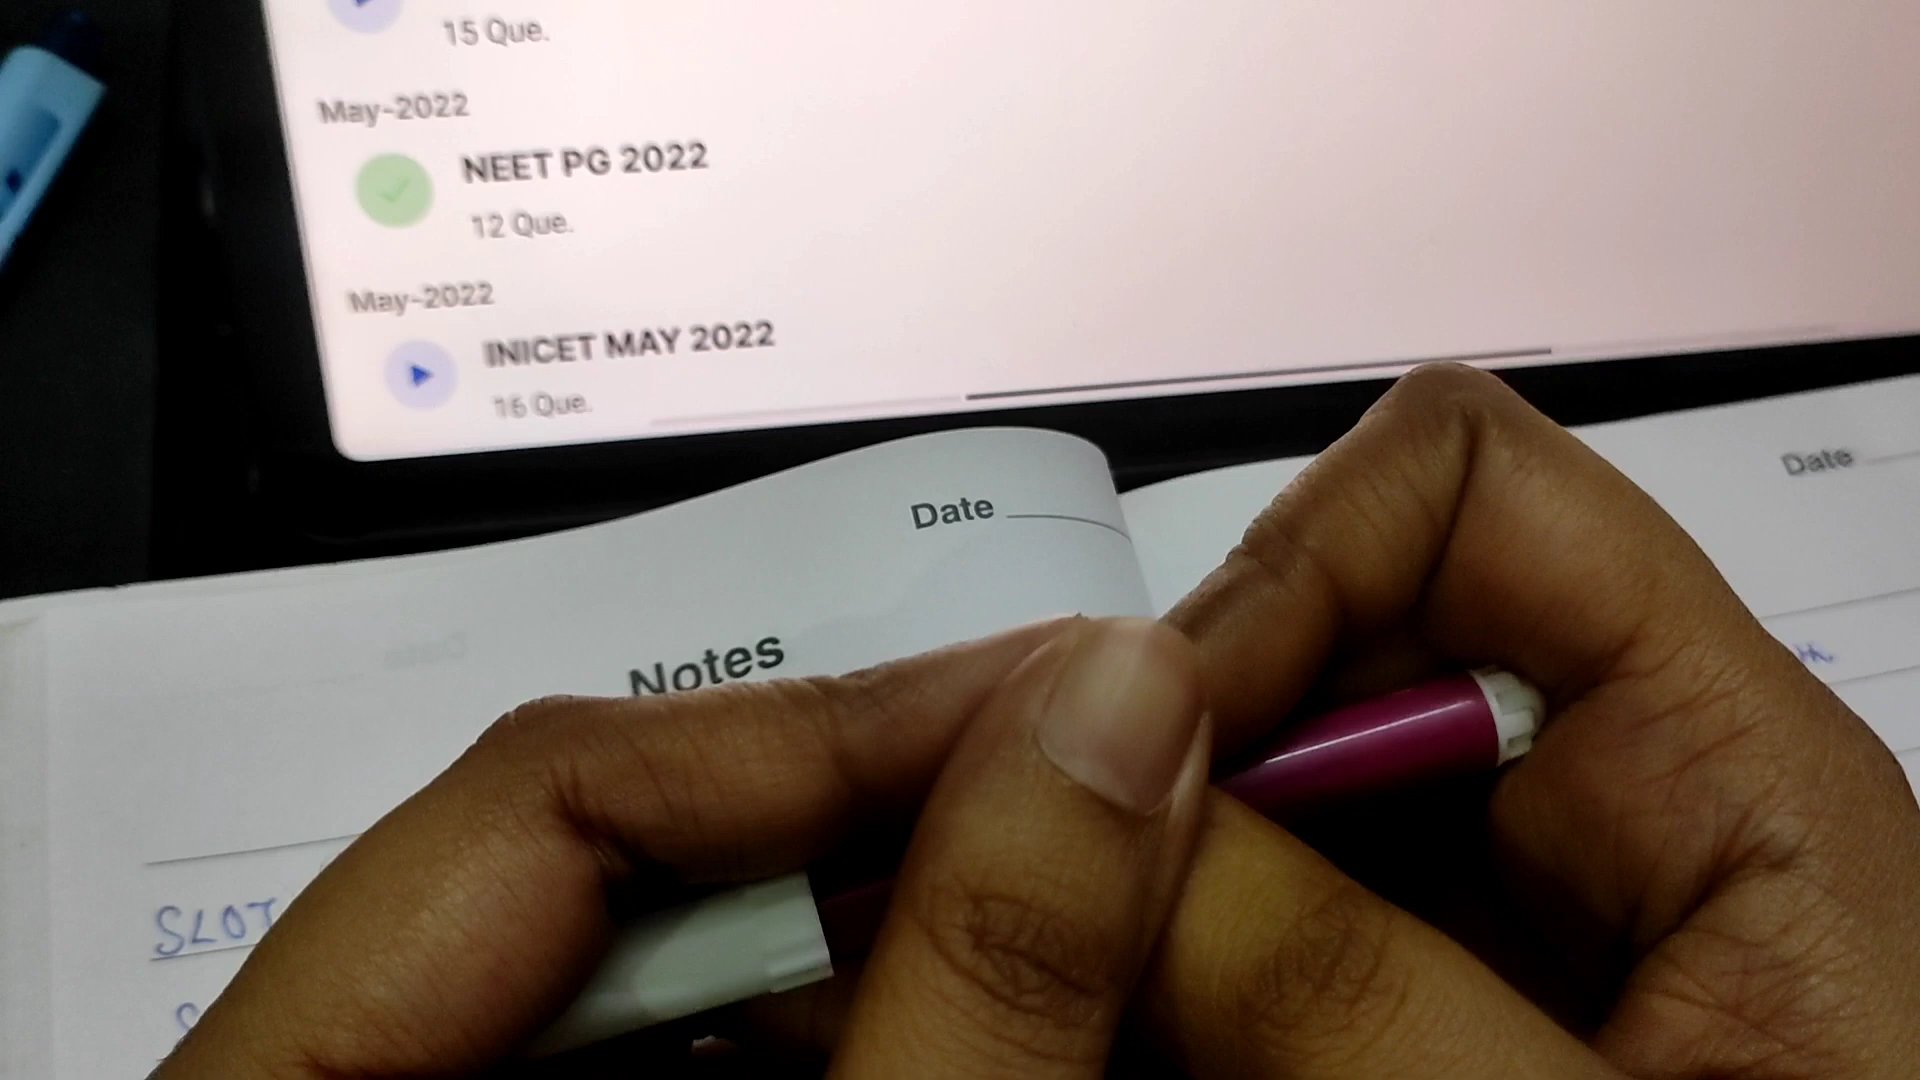 15 Que.
May-2022
NEET PG 2022
12 Que.
May-2022
INICET MAY 2022
16 Que.
Date
Date
Notes
SLOT